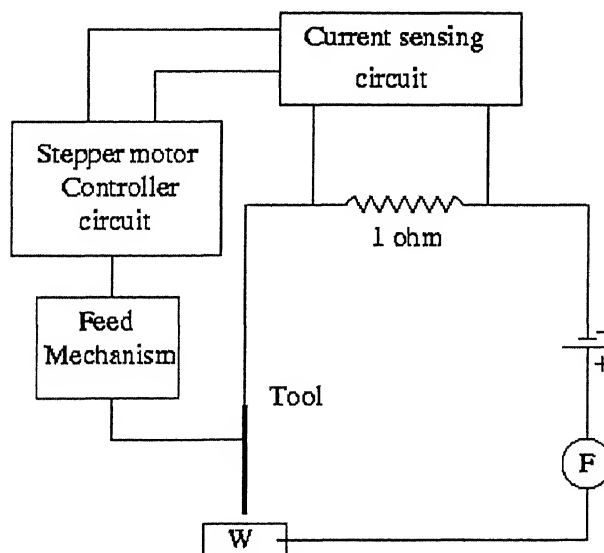 Current sensing
circuit
Stepper motor
Controller
circuit
1 ohm
Feed
Mechanism
-
+
Tool
F
W